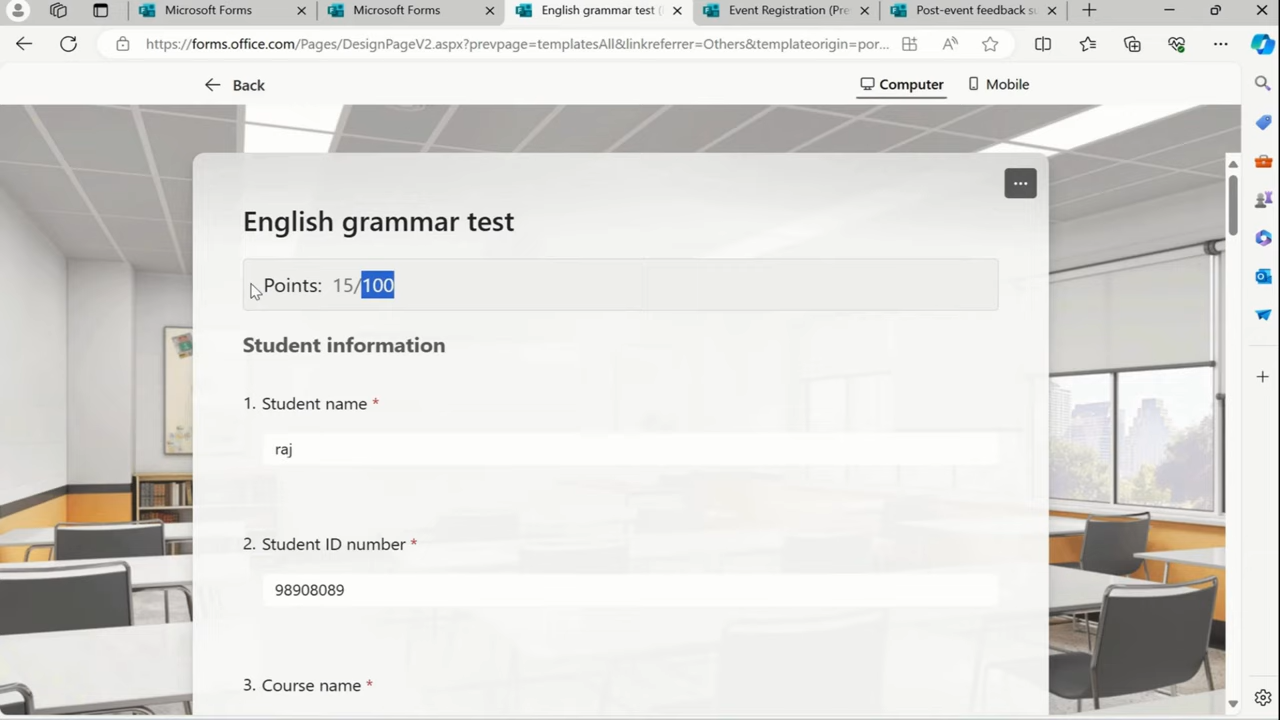 Microsoft Forms
Microsoft Forms
English grammar test (
Event Registration (Pre
Post-event feedback su
https://forms.office.com/Pages/DesignPageV2.aspx?prevpage=templatesAll&linkreferrer=Others&templateorigin=por...
Back
Computer
Mobile
English grammar test
Points: 15/100
Student information
1. Student name *
raj
2. Student ID number *
98908089
3. Course name *